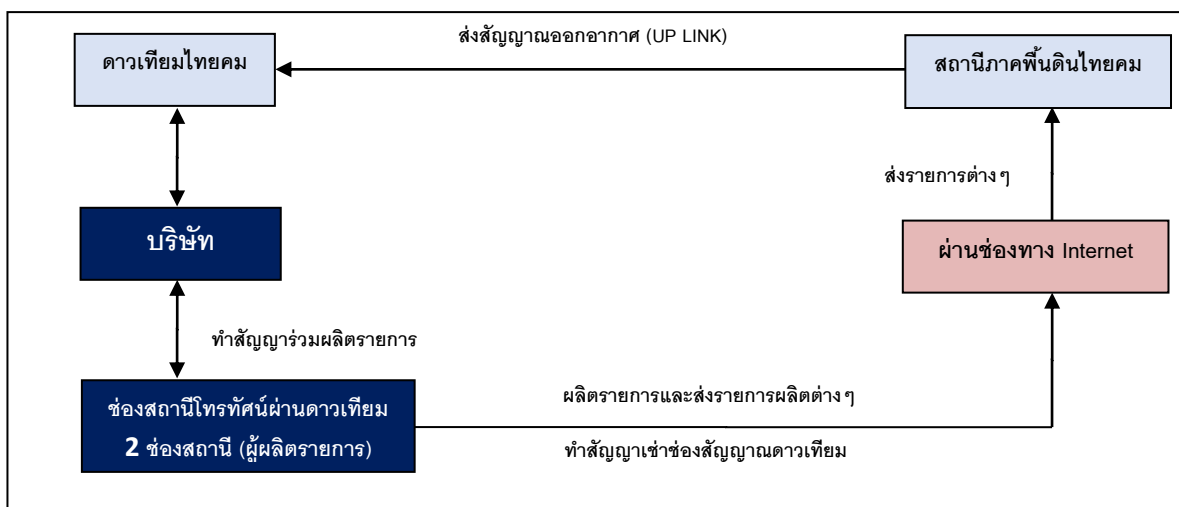 ส่งสัญญาณออกอากาศ (UP LINK)
ดาวเทียมไทยคม
สถานีภาคพื้นดินไทยคม
ส่งรายการต่างๆ
บริษัท
ผ่านช่องทาง Internet
ทำสัญญาร่วมผลิตรายการ
ช่องสถานีโทรทัศน์ผ่านดาวเทียม
2 ช่องสถานี (ผู้ผลิตรายการ)
ผลิตรายการและส่งรายการผลิตต่างๆ
ทำสัญญาเช่าช่องสัญญาณดาวเทียม